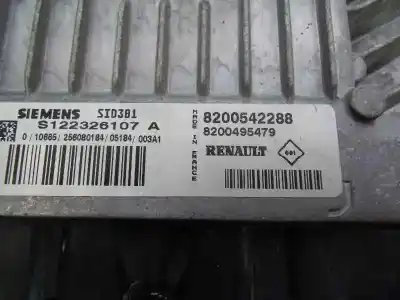 SIEMENS SID301
S122326107 A
0/10665/256080184/05184/003A1
MADE IN FRANCE
8200542288
8200495479
RENAULT